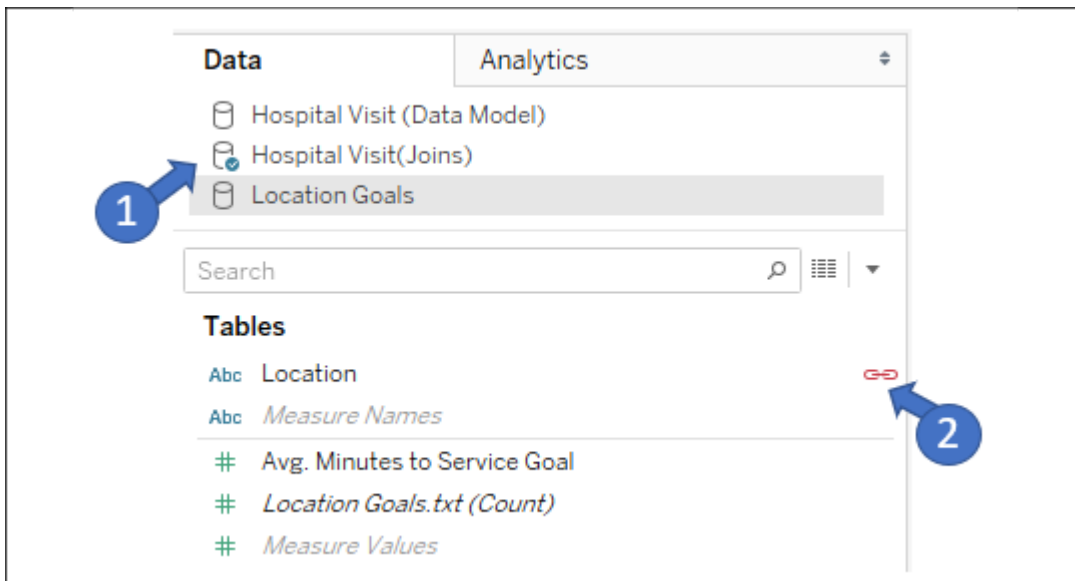 Data Analytics
Hospital Visit (Data Model)
Hospital Visit(Joins)
1
Location Goals
Search
Tables
Abc Location
Abc Measure Names
2
# Avg. Minutes to Service Goal
# Location Goals.txt (Count)
# Measure Values